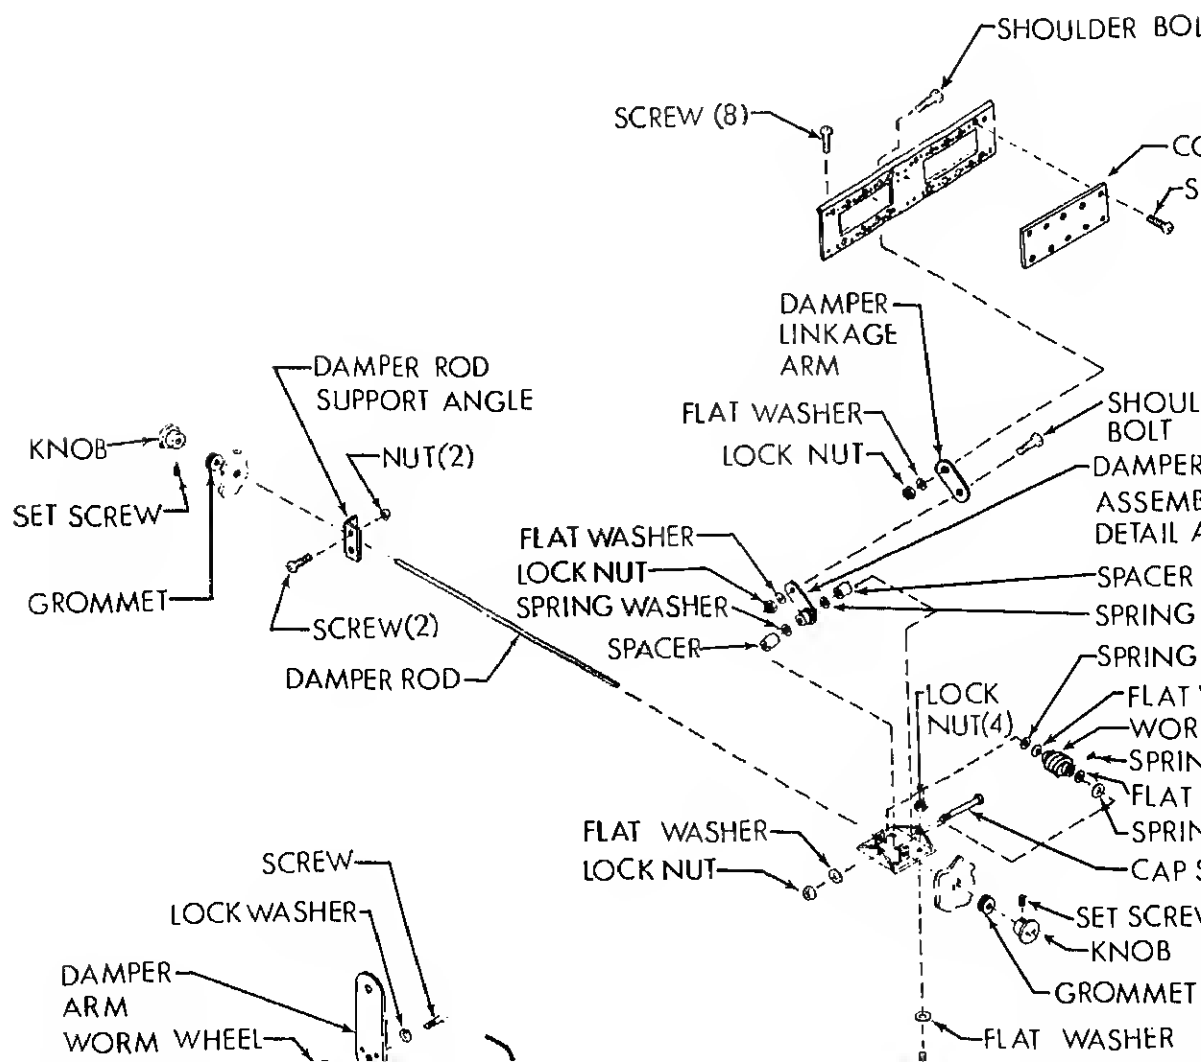 SHOULDER BOL
SCREW (8)
DAMPER
LINKAGE
ARM
DAMPER ROD
SUPPORT ANGLE
FLAT WASHER
SHOUL
BOLT
KNOB
NUT(2)
LOCK NUT
DAMPER
ASSEMB
DETAIL A
SET SCREW
FLAT WASHER
LOCK NUT
SPACER
GROMMET
SPRING WASHER
SPRING
SCREW(2)
SPACER
SPRING
DAMPER ROD
LOCK
NUT(4)
FLAT
WOR
SPRIN
FLAT
FLAT WASHER
SPRIN
LOCK NUT
SCREW
CAP S
LOCK WASHER
SET SCREW
KNOB
DAMPER
ARM
GROMMET
WORM WHEEL
FLAT WASHER